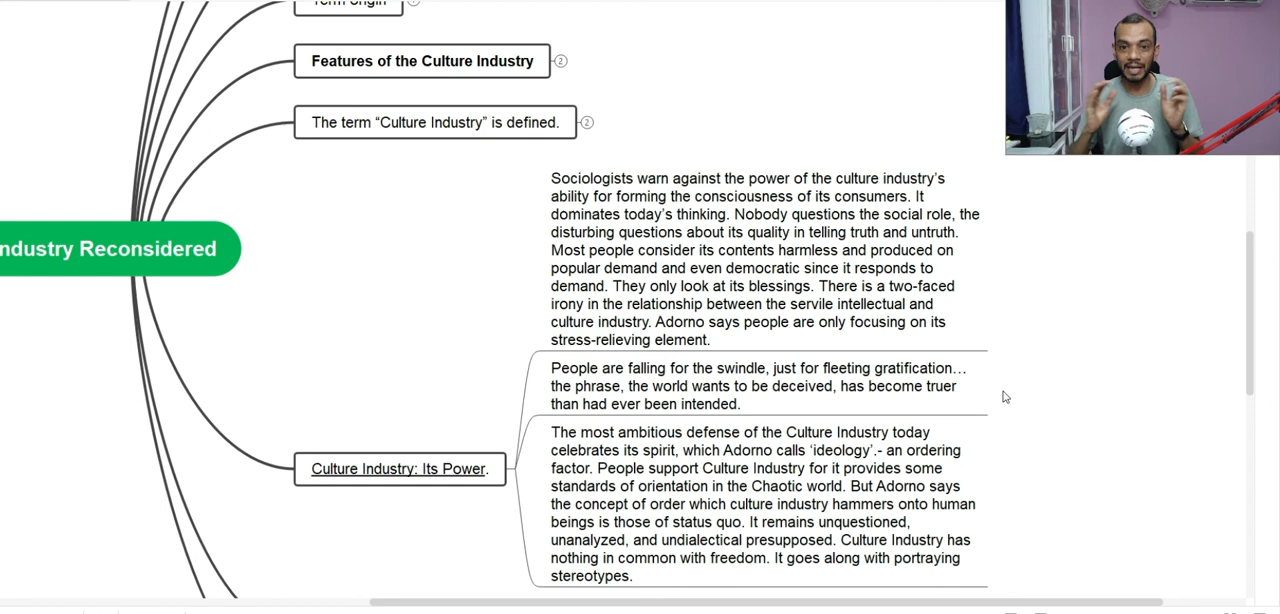 Term Origin
Features of the Culture Industry
2
The term “Culture Industry” is defined.
2
ndustry Reconsidered
Sociologists warn against the power of the culture industry’s
ability for forming the consciousness of its consumers. It
dominates today’s thinking. Nobody questions the social role, the
disturbing questions about its quality in telling truth and untruth.
Most people consider its contents harmless and produced on
popular demand and even democratic since it responds to
demand. They only look at its blessings. There is a two-faced
irony in the relationship between the servile intellectual and
culture industry. Adorno says people are only focusing on its
stress-relieving element.
People are falling for the swindle, just for fleeting gratification…
the phrase, the world wants to be deceived, has become truer
than had ever been intended.
Culture Industry: Its Power.
The most ambitious defense of the Culture Industry today
celebrates its spirit, which Adorno calls ‘ideology’.- an ordering
factor. People support Culture Industry for it provides some
standards of orientation in the Chaotic world. But Adorno says
the concept of order which culture industry hammers onto human
beings is those of status quo. It remains unquestioned,
unanalyzed, and undialectical presupposed. Culture Industry has
nothing in common with freedom. It goes along with portraying
stereotypes.